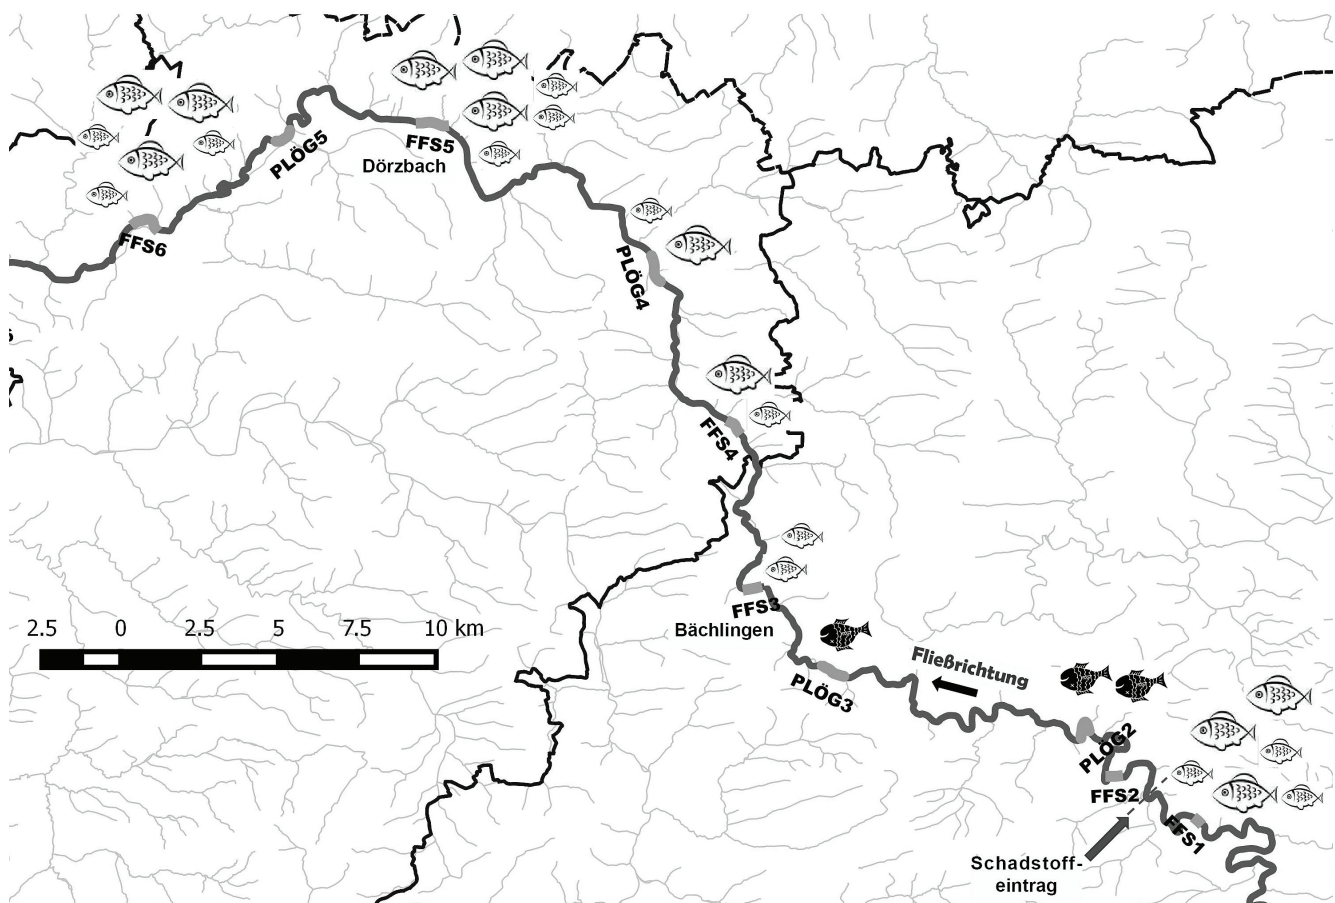 PLÖG5
FFS5
Dörzbach
FFS6
PLÖG4
FFS4
FFS3
Bächlingen
2.5 0 2.5 5 7.5 10 km
Fließrichtung
PLÖG3
PLÖG2
FFS2
FFS1
Schadstoff-
eintrag